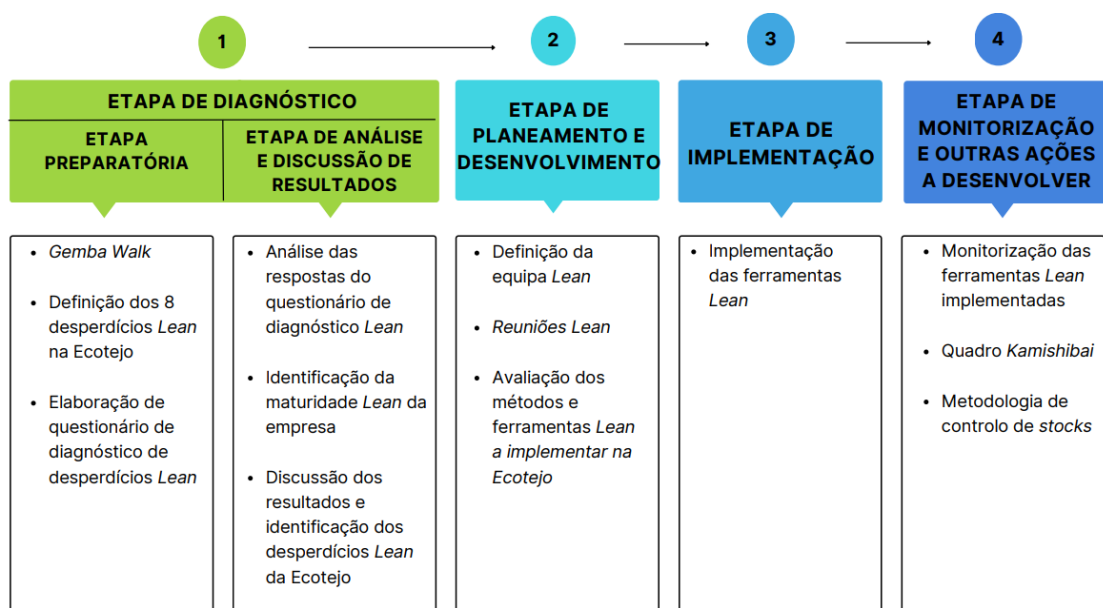 1
2
3
4
ETAPA DE DIAGNÓSTICO
ETAPA
PREPARATÓRIA
ETAPA DE ANÁLISE
E DISCUSSÃO DE
RESULTADOS
ETAPA DE
PLANEAMENTO E
DESENVOLVIMENTO
ETAPA DE
IMPLEMENTAÇÃO
ETAPA DE
MONITORIZAÇÃO
E OUTRAS AÇÕES
A DESENVOLVER
• Gemba Walk
• Definição dos 8
desperdícios Lean
na Ecotejo
• Elaboração de
questionário de
diagnóstico de
desperdícios Lean
• Análise das
respostas do
questionário de
diagnóstico Lean
• Identificação da
maturidade Lean da
empresa
• Discussão dos
resultados e
identificação dos
desperdícios Lean
da Ecotejo
• Definição da
equipa Lean
• Reuniões Lean
• Avaliação dos
métodos e
ferramentas Lean
a implementar na
Ecotejo
• Implementação
das ferramentas
Lean
• Monitorização das
ferramentas Lean
implementadas
• Quadro Kamishibai
• Metodologia de
controlo de stocks